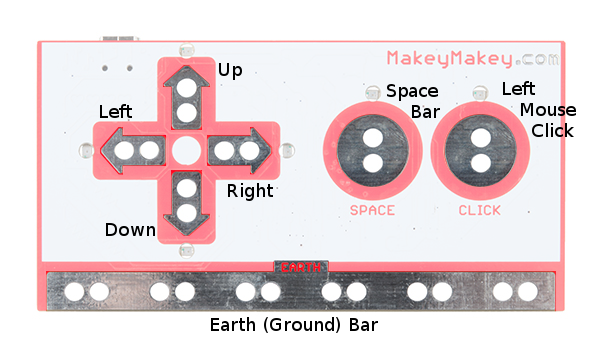 MakeyMakey.com
Up
Space
Bar
Left
Mouse
Click
Left
Right
Down
SPACE
CLICK
EARTH
Earth (Ground) Bar